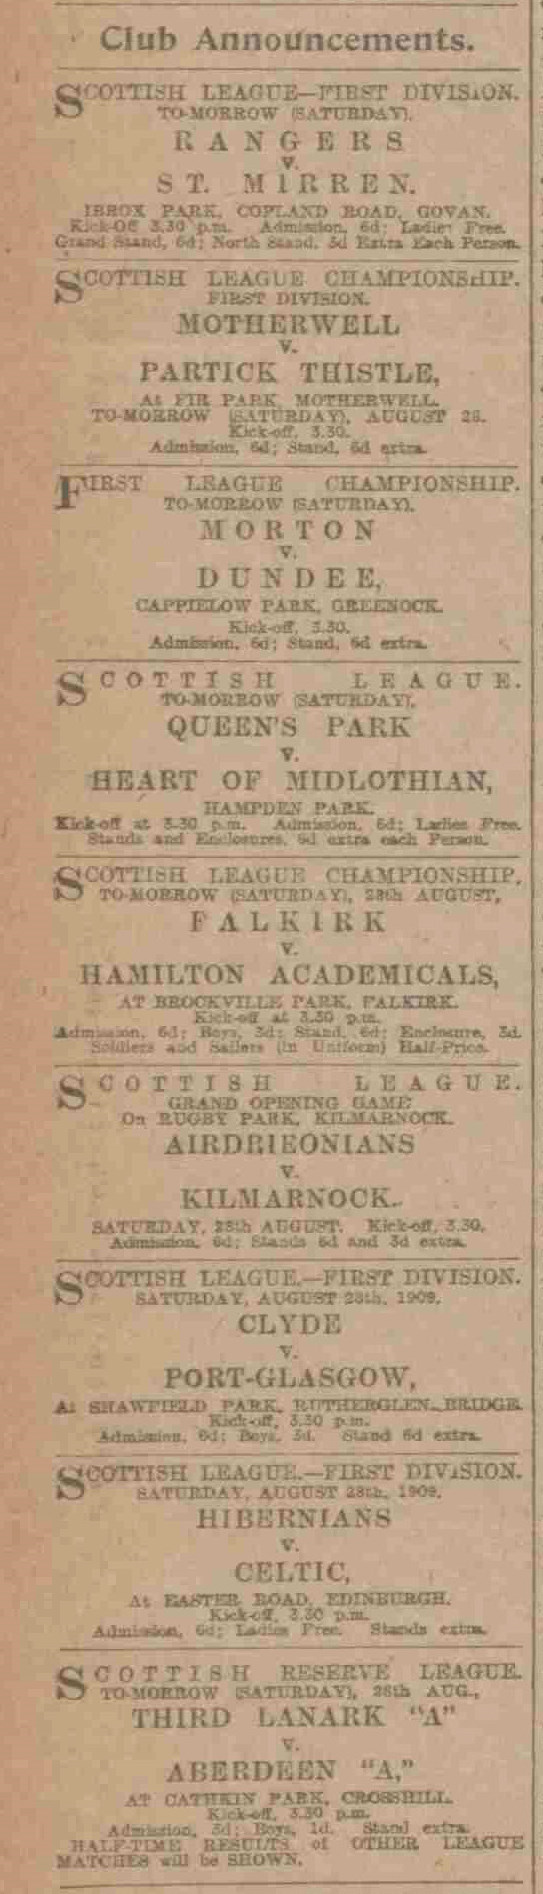 Club Announcements.
SCOTTISH LEAGUE—FIRST DIVISION.
TO-MORROW (SATURDAY).
RANGERS
v.
ST. MIRREN.
IBROX PARK, COPLAND ROAD, GOVAN.
Kick-Off 3.30 p.m. Admission, 6d; Ladies Free.
Grand Stand, 6d; North Stand, 3d Extra Each Person.
SCOTTISH LEAGUE CHAMPIONSHIP.
FIRST DIVISION.
MOTHERWELL
v.
PARTICK THISTLE,
At FIR PARK, MOTHERWELL.
TO-MORROW (SATURDAY), AUGUST 28.
Kick-off, 3.30.
Admission, 6d; Stand, 6d extra.
FIRST LEAGUE CHAMPIONSHIP.
TO-MORROW (SATURDAY).
MORTON
v.
DUNDEE,
CAPPIELOW PARK, GREENOCK.
Kick-off, 3.30.
Admission, 6d; Stand, 6d extra.
SCOTTISH LEAGUE.
TO-MORROW (SATURDAY).
QUEEN'S PARK
v.
HEART OF MIDLOTHIAN,
HAMPDEN PARK.
Kick-off at 3.30 p.m. Admission, 6d; Ladies Free.
Stands and Enclosures, 6d extra each Person.
SCOTTISH LEAGUE CHAMPIONSHIP.
TO-MORROW (SATURDAY), 28th AUGUST,
FALKIRK
v.
HAMILTON ACADEMICALS,
AT BROCKVILLE PARK, FALKIRK.
Kick-off at 3.30 p.m.
Admission, 6d; Boys, 3d; Stand, 6d; Enclosure, 3d.
Soldiers and Sailors (in Uniform) Half-Price.
SCOTTISH LEAGUE.
GRAND OPENING GAME
On RUGBY PARK, KILMARNOCK.
AIRDRIEONIANS
v.
KILMARNOCK.
SATURDAY, 28th AUGUST. Kick-off, 3.30.
Admission, 6d; Stands 6d and 3d extra.
SCOTTISH LEAGUE.—FIRST DIVISION.
SATURDAY, AUGUST 28th, 1909.
CLYDE
v.
PORT-GLASGOW,
At SHAWFIELD PARK, RUTHERGLEN BRIDGE.
Kick-off, 3.30 p.m.
Admission, 6d; Boys, 3d. Stand 6d extra.
SCOTTISH LEAGUE.—FIRST DIVISION.
SATURDAY, AUGUST 28th, 1909.
HIBERNIANS
v.
CELTIC,
At EASTER ROAD, EDINBURGH.
Kick-off, 3.30 p.m.
Admission, 6d; Ladies Free. Stands extra.
SCOTTISH RESERVE LEAGUE.
TO-MORROW (SATURDAY), 28th AUG.,
THIRD LANARK "A"
v.
ABERDEEN "A,"
AT CATHKIN PARK, CROSSHILL.
Kick-off, 3.30 p.m.
Admission, 3d; Boys, 1d. Stand extra.
HALF-TIME RESULTS of OTHER LEAGUE
MATCHES will be SHOWN.